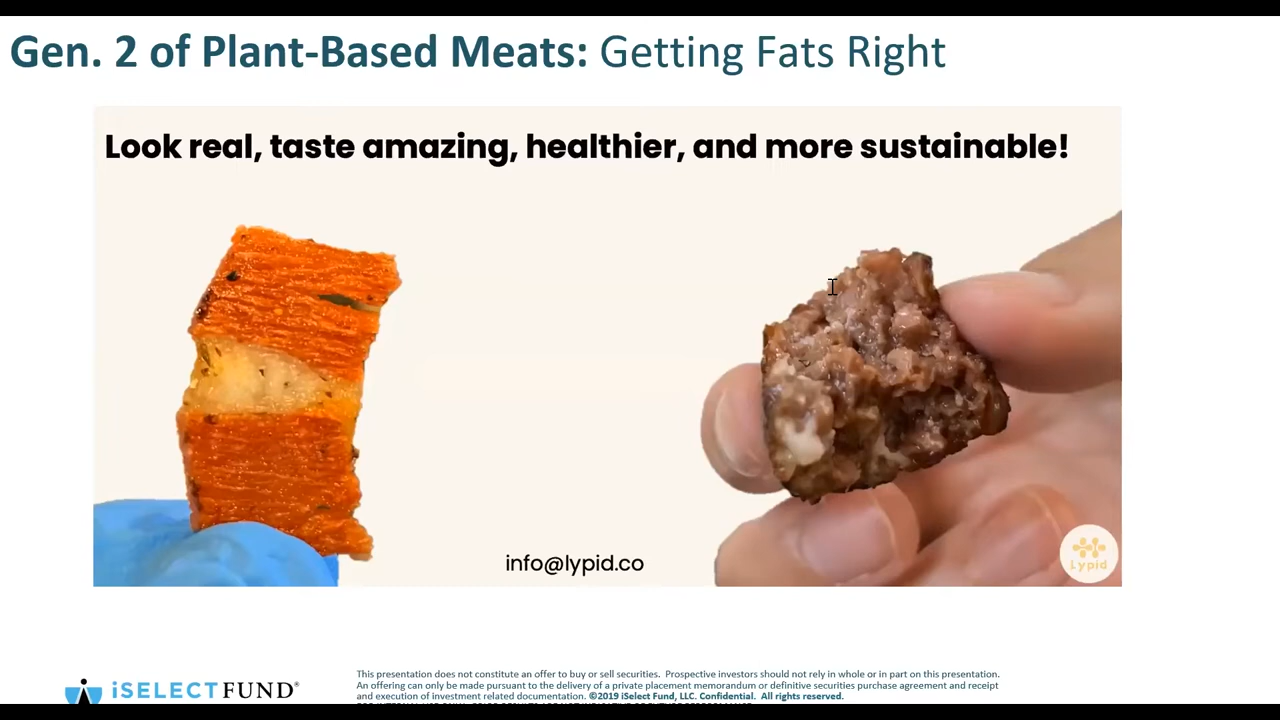 Gen. 2 of Plant-Based Meats: Getting Fats Right
Look real, taste amazing, healthier, and more sustainable!
info@lypid.co
Lypid
iSELECTFUND®
This presentation does not constitute an offer to buy or sell securities. Prospective investors should not rely in whole or in part on this presentation.
An offering can only be made pursuant to the delivery of a private placement memorandum or definitive securities purchase agreement and receipt
and execution of investment related documentation. ©2019 iSelect Fund, LLC. Confidential. All rights reserved.